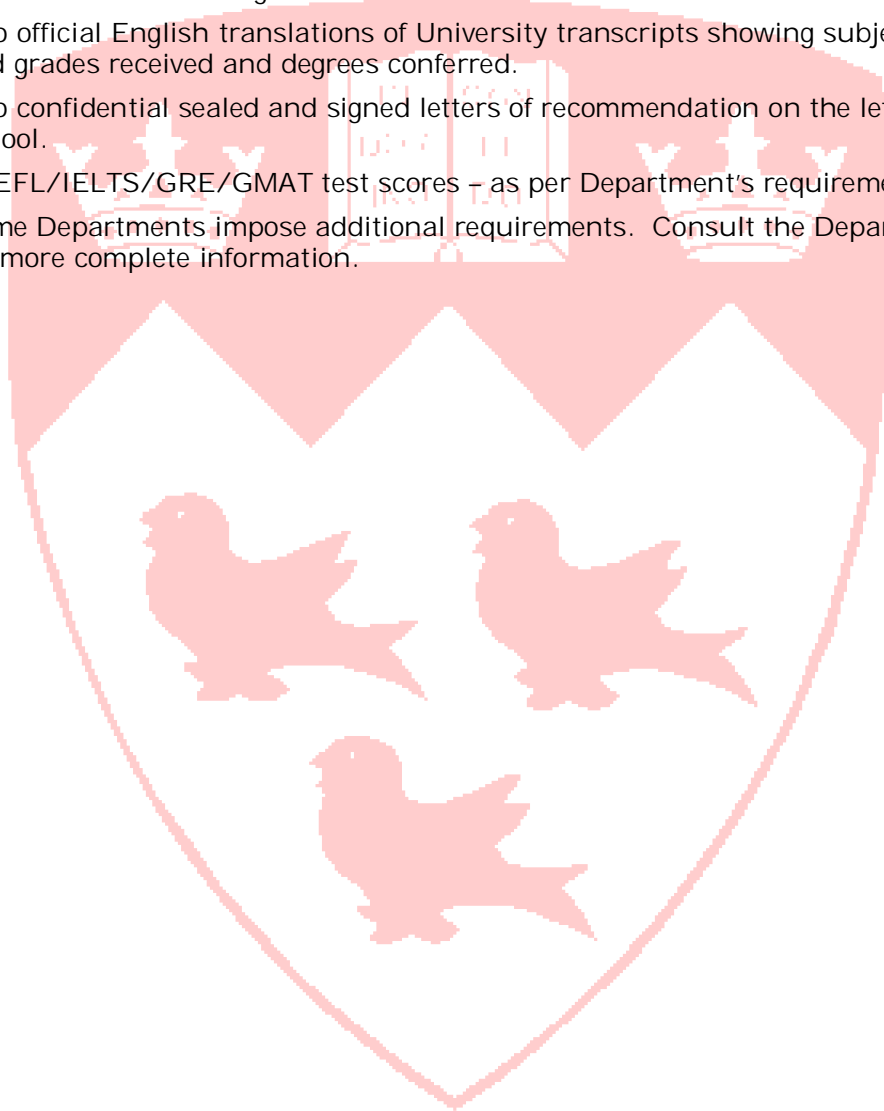 o official English translations of University transcripts showing subje
d grades received and degrees conferred.
o confidential sealed and signed letters of recommendation on the let
ool.
EFL/IELTS/GRE/GMAT test scores – as per Department's requireme
me Departments impose additional requirements.  Consult the Depar
more complete information.